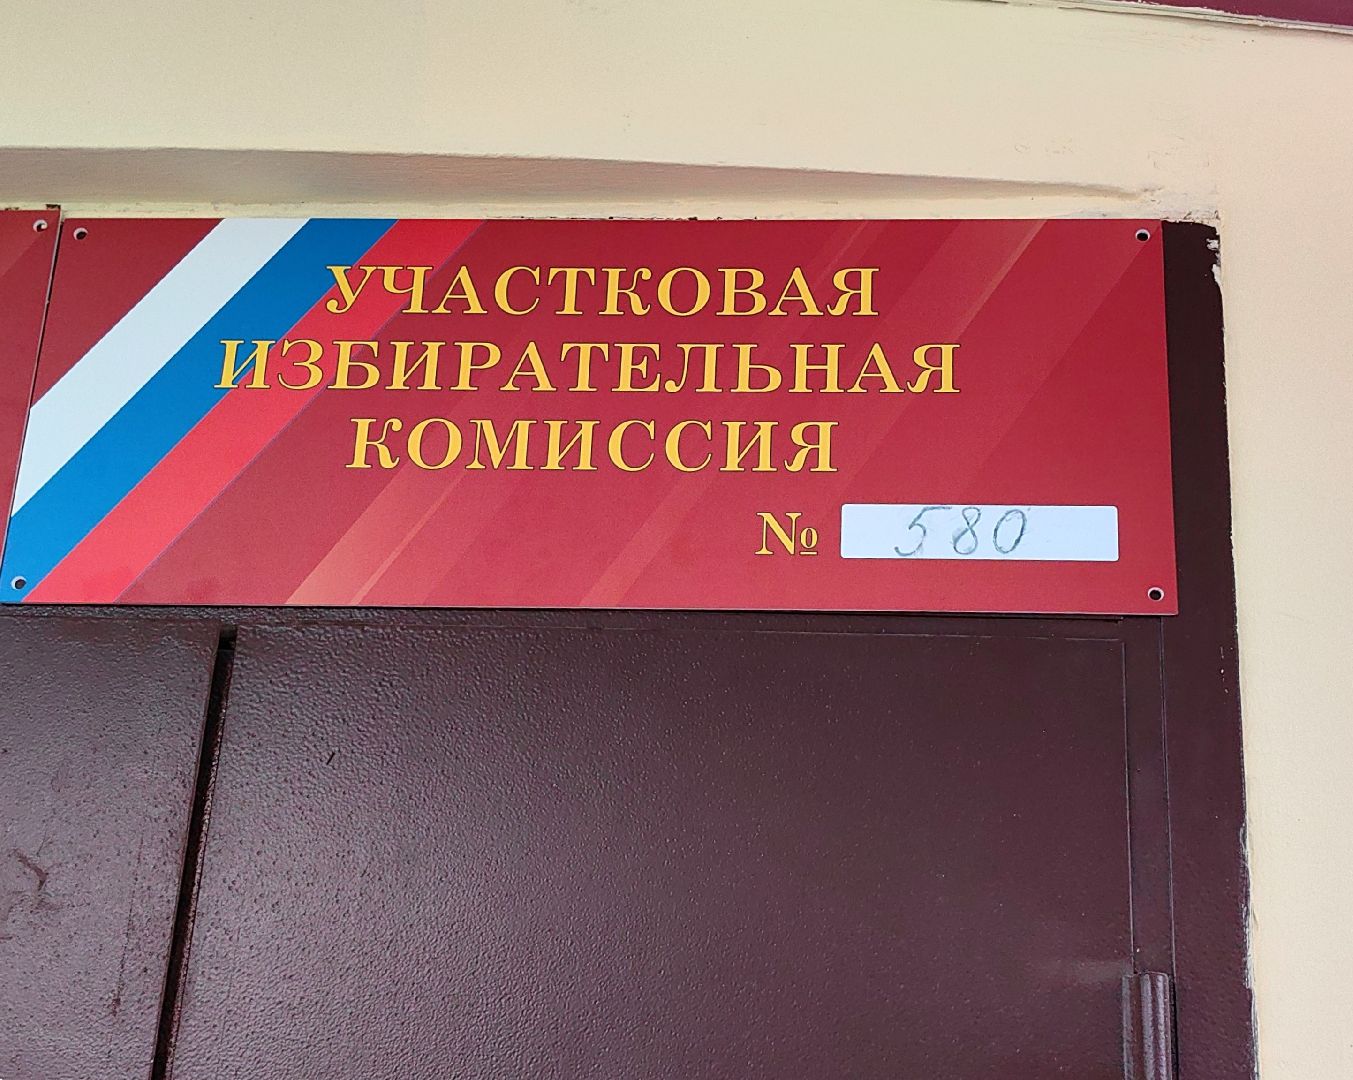 УЧАСТКОВАЯ
ИЗБИРАТЕЛЬНАЯ
КОМИССИЯ
№ 580